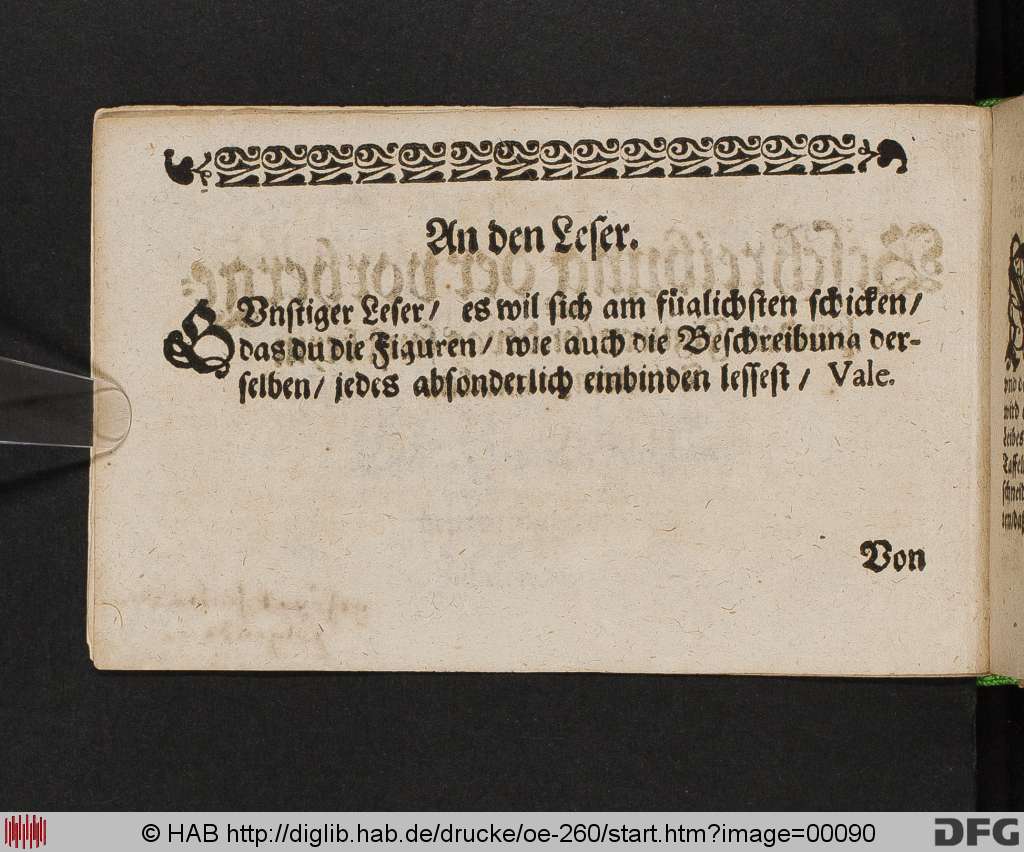 An den Leſer.
GVnſtiger Leſer/ es wil ſich am füglichſten ſchicken/
das du die Figuren/ wie auch die Beſchreibung der-
ſelben/ jedes abſonderlich einbinden leſſeſt/ Vale.
Von
© HAB http://diglib.hab.de/drucke/oe-260/start.htm?image=00090
DFG